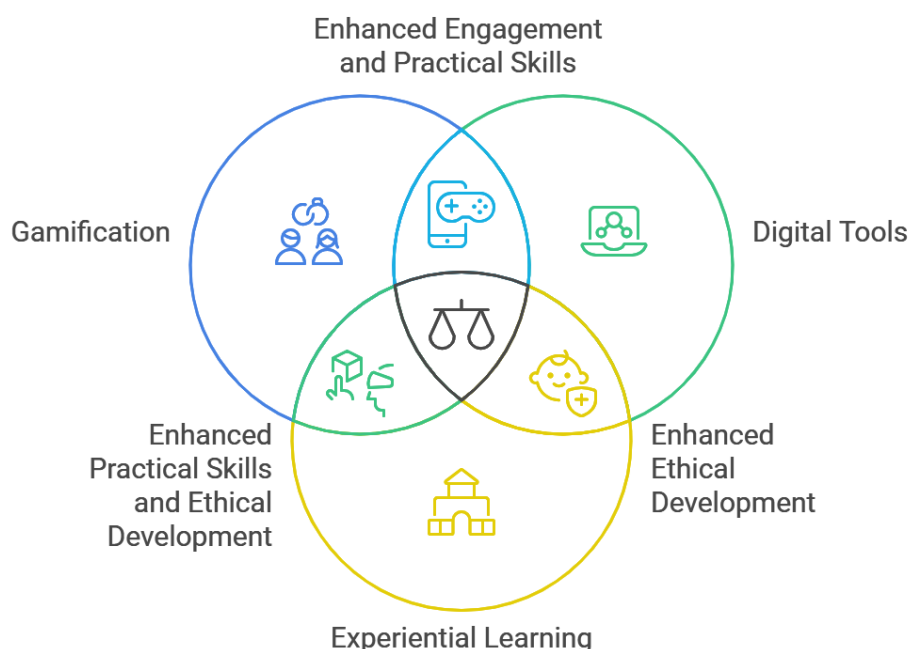 Enhanced Engagement
and Practical Skills
Gamification
Digital Tools
Enhanced
Practical Skills
and Ethical
Development
Enhanced
Ethical
Development
Experiential Learning